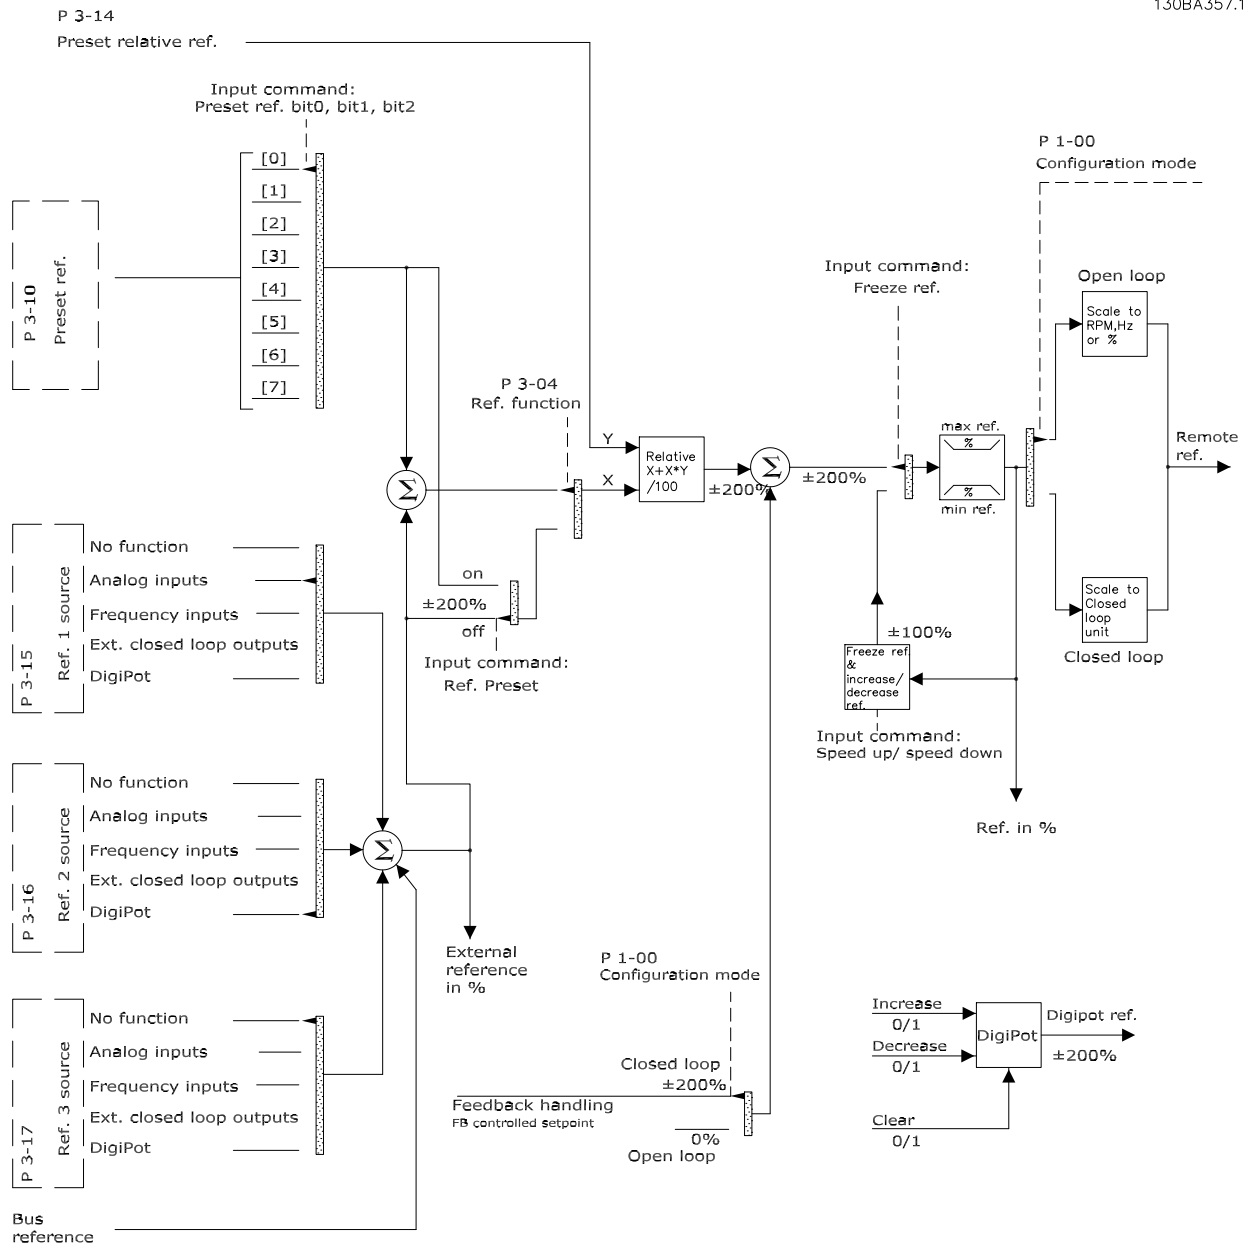 130BA357.1
P 3-14
Preset relative ref.
Input command:
Preset ref. bit0, bit1, bit2
[0]
[1]
[2]
[3]
[4]
[5]
[6]
[7]
P 3-10
Preset ref.
P 1-00
Configuration mode
Input command:
Freeze ref.
Open loop
Scale to
RPM,Hz
or %
P 3-04
Ref. function
Y
X
Relative
X+X*Y
/100
±200%
Σ
±200%
max ref.
%
%
min ref.
Remote
ref.
Σ
on
±200%
off
Input command:
Ref. Preset
P 3-15
Ref. 1 source
No function
Analog inputs
Frequency inputs
Ext. closed loop outputs
DigiPot
±100%
Freeze ref.
&
increase/
decrease
ref.
Input command:
Speed up/ speed down
Scale to
Closed
loop
unit
Closed loop
Ref. in %
P 3-16
Ref. 2 source
No function
Analog inputs
Frequency inputs
Ext. closed loop outputs
DigiPot
Σ
External
reference
in %
P 3-17
Ref. 3 source
No function
Analog inputs
Frequency inputs
Ext. closed loop outputs
DigiPot
Bus
reference
P 1-00
Configuration mode
Closed loop
±200%
Feedback handling
FB controlled setpoint
0%
Open loop
Increase
0/1
Decrease
0/1
Clear
0/1
DigiPot
Digipot ref.
±200%